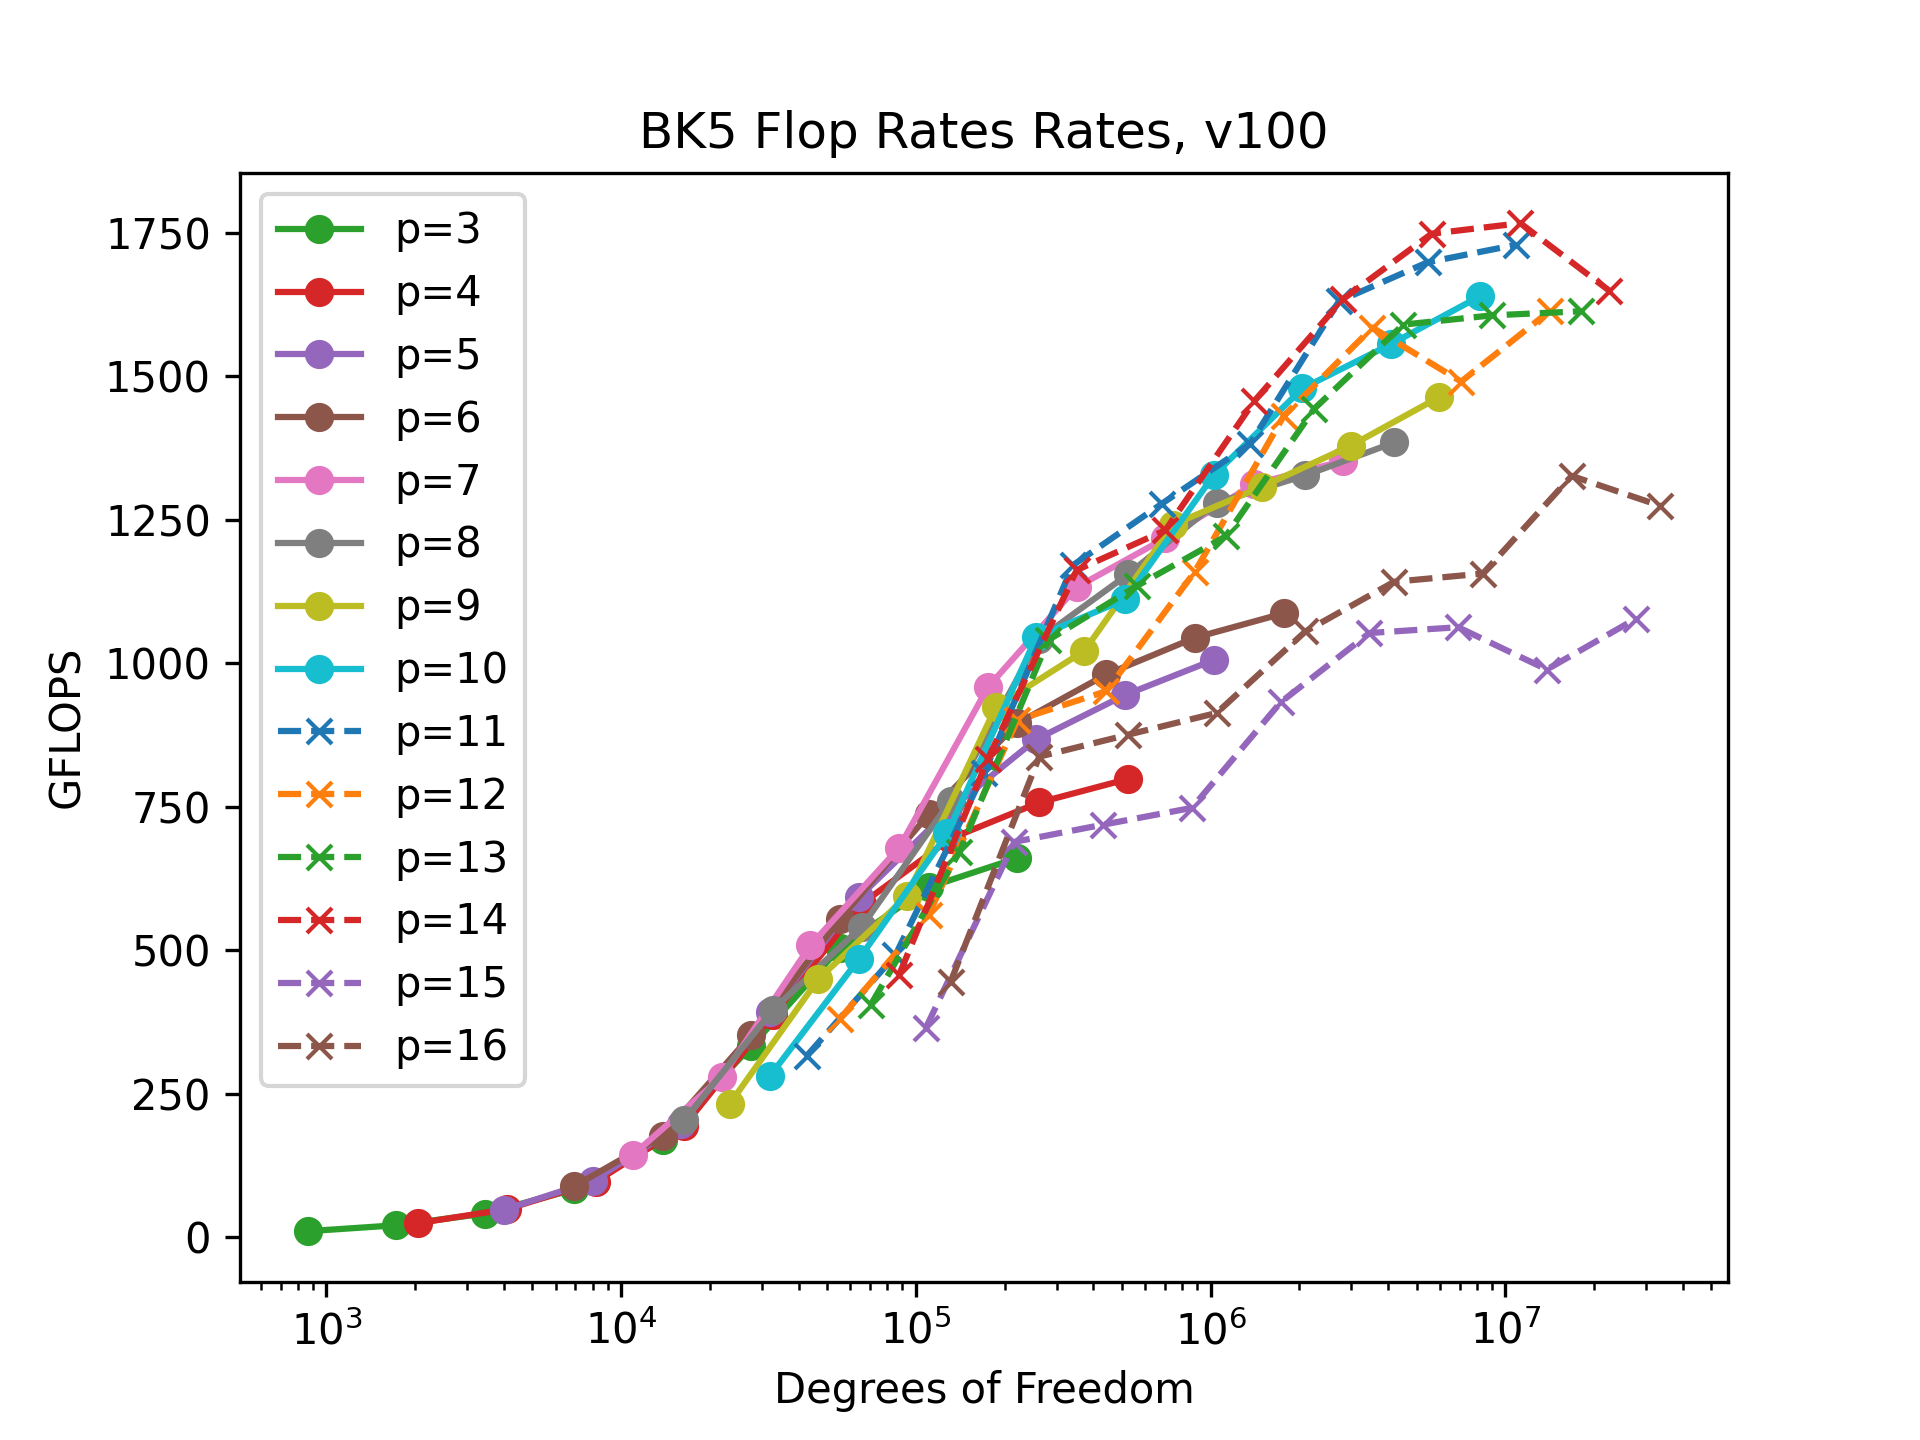 BK5 Flop Rates Rates, v100
GFLOPS
1750
1500
1250
1000
750
500
250
0
p=3
p=4
p=5
p=6
p=7
p=8
p=9
p=10
p=11
p=12
p=13
p=14
p=15
p=16
10³ 10⁴ 10⁵ 10⁶ 10⁷
Degrees of Freedom